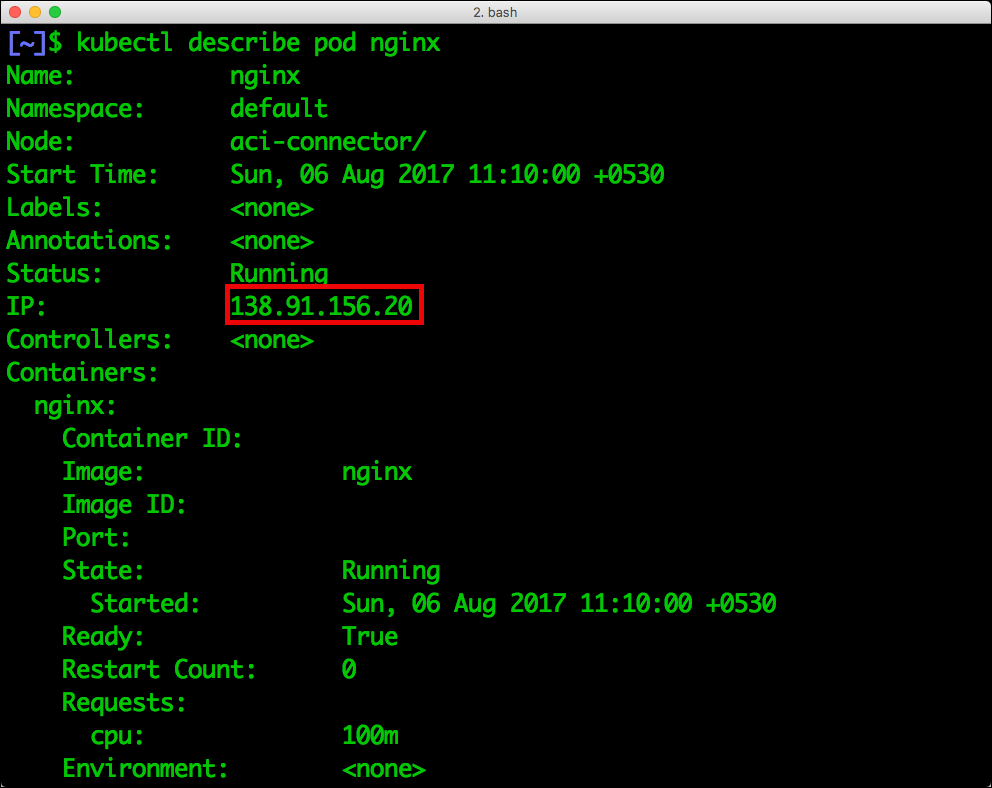 2. bash
[~]$ kubectl describe pod nginx
Name: nginx
Namespace: default
Node: aci-connector/
Start Time: Sun, 06 Aug 2017 11:10:00 +0530
Labels: <none>
Annotations: <none>
Status: Running
IP: 138.91.156.20
Controllers: <none>
Containers:
nginx:
Container ID:
Image: nginx
Image ID:
Port:
State: Running
Started: Sun, 06 Aug 2017 11:10:00 +0530
Ready: True
Restart Count: 0
Requests:
cpu: 100m
Environment: <none>